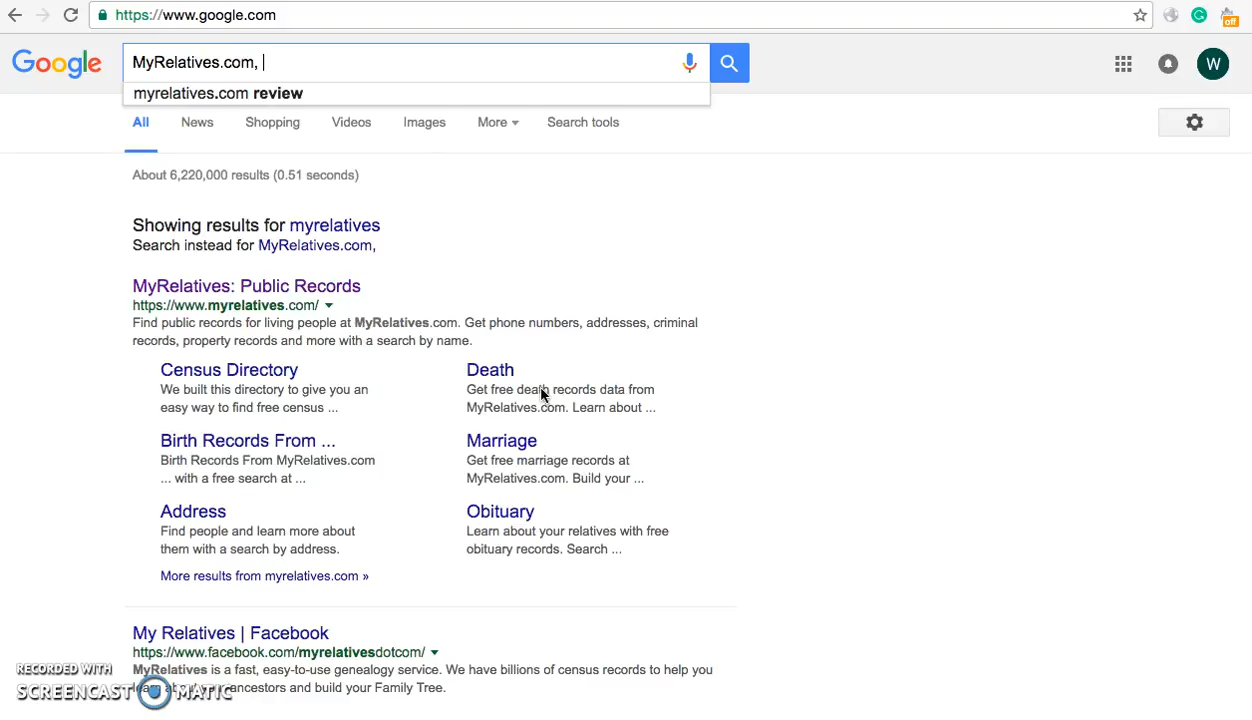 https://www.google.com
off
Google
MyRelatives.com,
W
myrelatives.com review
All News Shopping Videos Images More Search tools
About 6,220,000 results (0.51 seconds)
Showing results for myrelatives
Search instead for MyRelatives.com,
MyRelatives: Public Records
https://www.myrelatives.com/
Find public records for living people at MyRelatives.com. Get phone numbers, addresses, criminal
records, property records and more with a search by name.
Census Directory
We built this directory to give you an
easy way to find free census ...
Death
Get free death records data from
MyRelatives.com. Learn about ...
Birth Records From ...
Birth Records From MyRelatives.com
... with a free search at ...
Marriage
Get free marriage records at
MyRelatives.com. Build your ...
Address
Find people and learn more about
them with a search by address.
Obituary
Learn about your relatives with free
obituary records. Search ...
More results from myrelatives.com »
My Relatives | Facebook
https://www.facebook.com/myrelativesdotcom/
MyRelatives is a fast, easy-to-use genealogy service. We have billions of census records to help you
ancestors and build your Family Tree.
RECORDED WITH
SCREENCAST MATIC